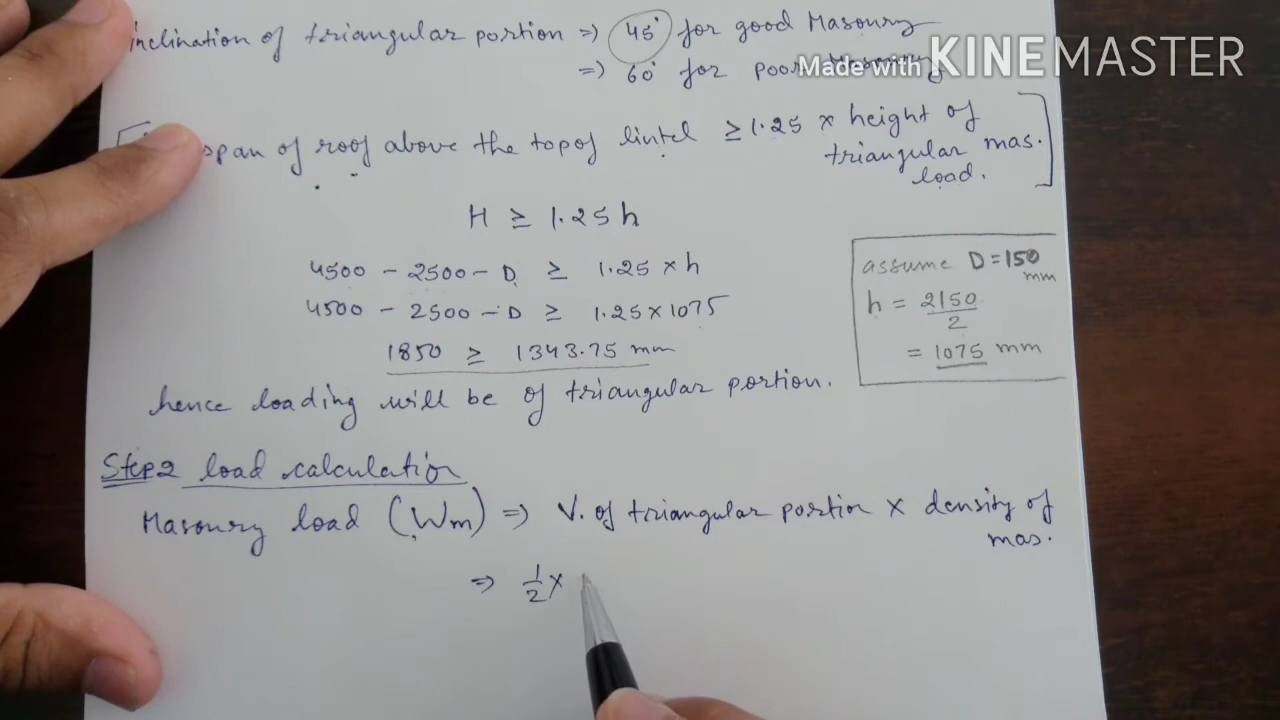 inclination of triangular portion ⇒ 45° for good Masonry
⇒ 60° for poor
Made with KINEMASTER
span of roof above the top of lintel ≥ 1.25 × height of
triangular mas.
load.
H ≥ 1.25h
4500 - 2500 - D ≥ 1.25 × h
4500 - 2500 - D ≥ 1.25 × 1075
1850 ≥ 1343.75 mm
assume D = 150
mm
h = 2150/2
= 1075 mm
hence loading will be of triangular portion.
Step 2 load calculation
Masonry load (Wm) ⇒ V. of triangular portion × density of
mas.
⇒ 1/2 ×